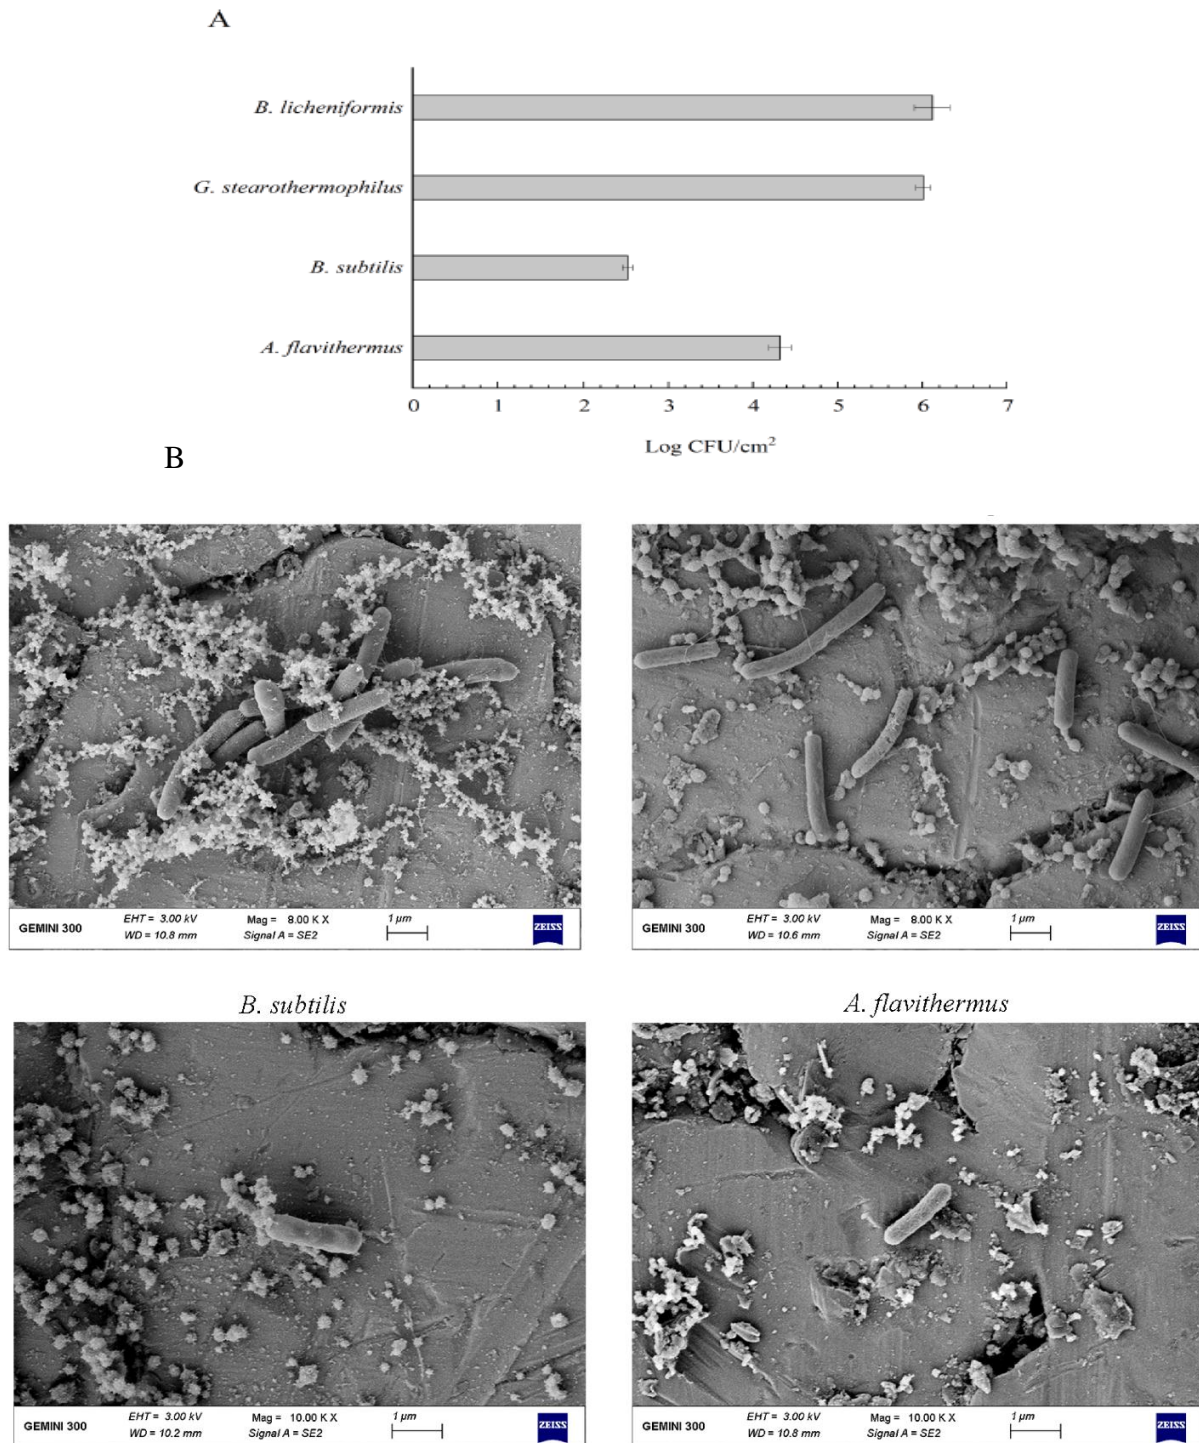 A
B. licheniformis
G. stearothermophilus
B. subtilis
A. flavithermus
0 1 2 3 4 5 6 7
Log CFU/cm²
B
GEMINI 300 EHT = 3.00 kV Mag = 8.00 K X 1 µm ZEISS
WD = 10.8 mm Signal A = SE2
GEMINI 300 EHT = 3.00 kV Mag = 8.00 K X 1 µm ZEISS
WD = 10.6 mm Signal A = SE2
B. subtilis
A. flavithermus
GEMINI 300 EHT = 3.00 kV Mag = 10.00 K X 1 µm ZEISS
WD = 10.2 mm Signal A = SE2
GEMINI 300 EHT = 3.00 kV Mag = 10.00 K X 1 µm ZEISS
WD = 10.8 mm Signal A = SE2